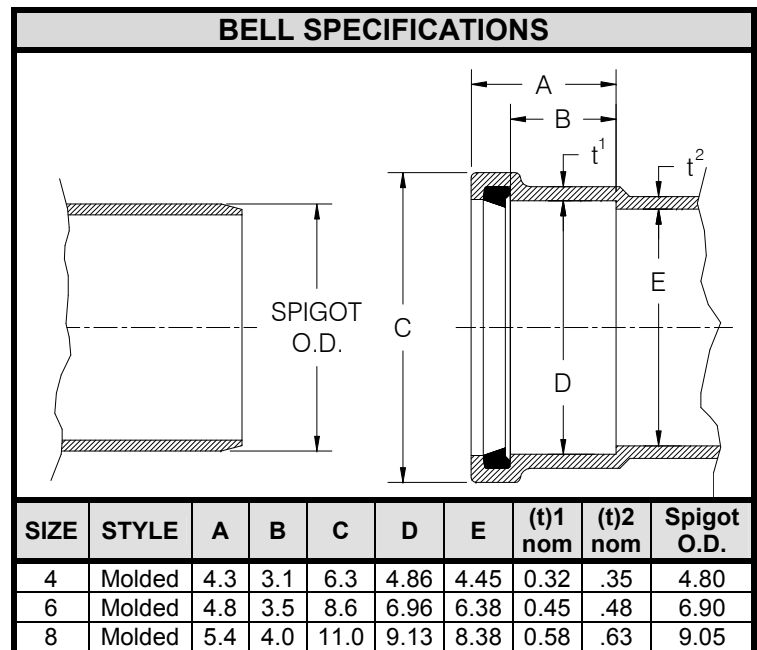 BELL SPECIFICATIONS
A
B
t1
t2
SPIGOT
O.D.
C
E
D
SIZE STYLE A B C D E (t)1 nom (t)2 nom Spigot O.D.
4 Molded 4.3 3.1 6.3 4.86 4.45 0.32 .35 4.80
6 Molded 4.8 3.5 8.6 6.96 6.38 0.45 .48 6.90
8 Molded 5.4 4.0 11.0 9.13 8.38 0.58 .63 9.05